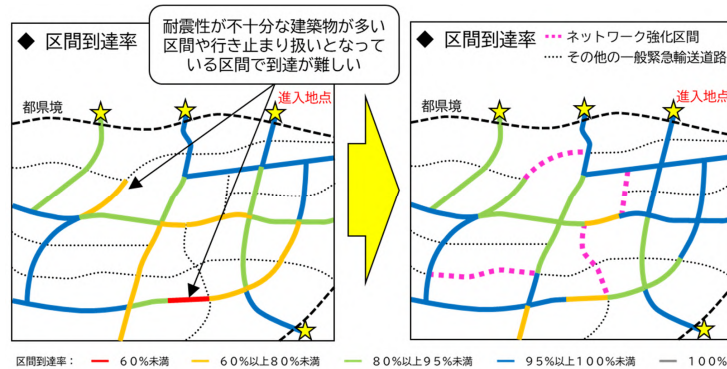 ◆ 区間到達率
耐震性が不十分な建築物が多い
区間や行き止まり扱いとなって
いる区間で到達が難しい
都県境
進入地点
◆ 区間到達率
ネットワーク強化区間
その他の一般緊急輸送道路
都県境
進入地点
区間到達率： 60%未満 60%以上80%未満 80%以上95%未満 95%以上100%未満 100%